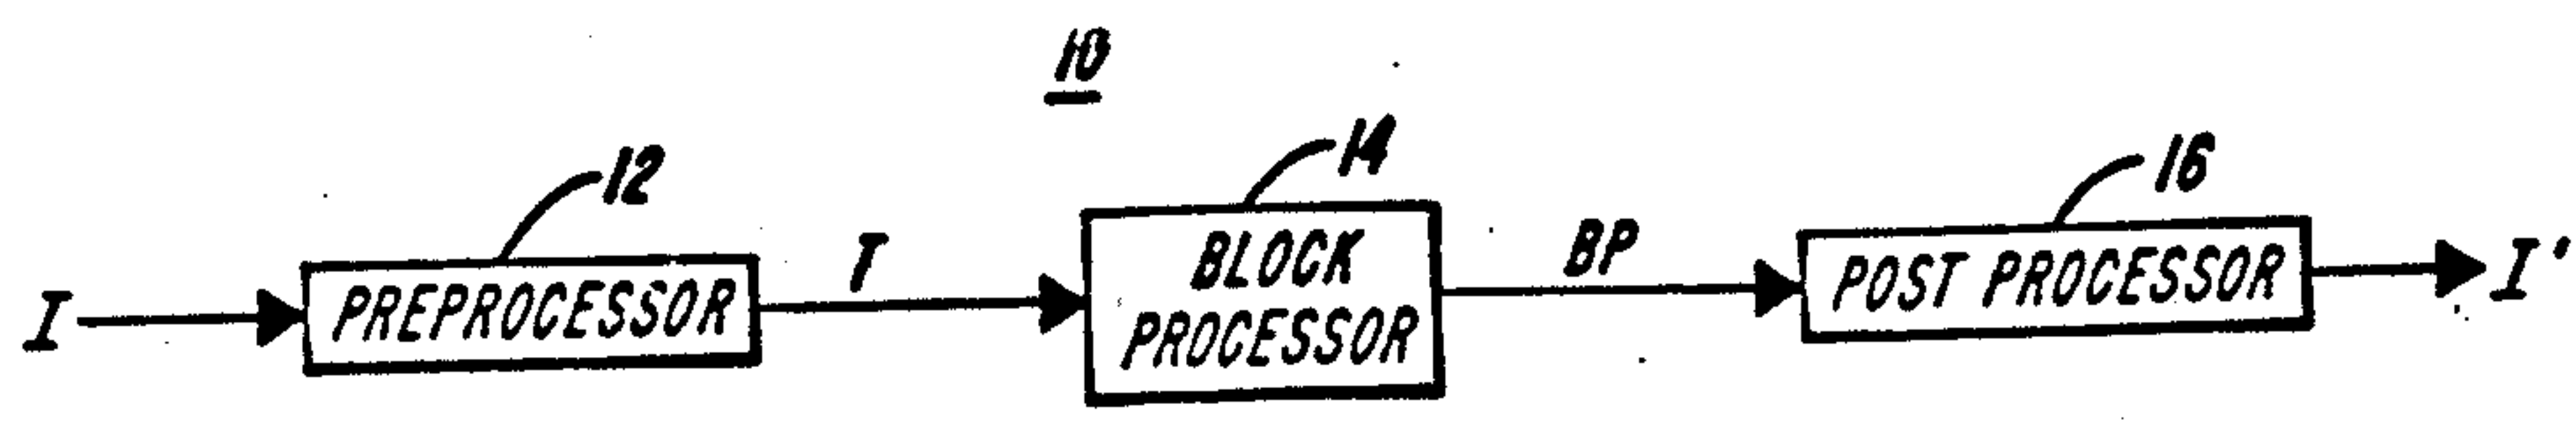 10
12
14
16
I
PREPROCESSOR
T
BLOCK
PROCESSOR
BP
POST PROCESSOR
I'